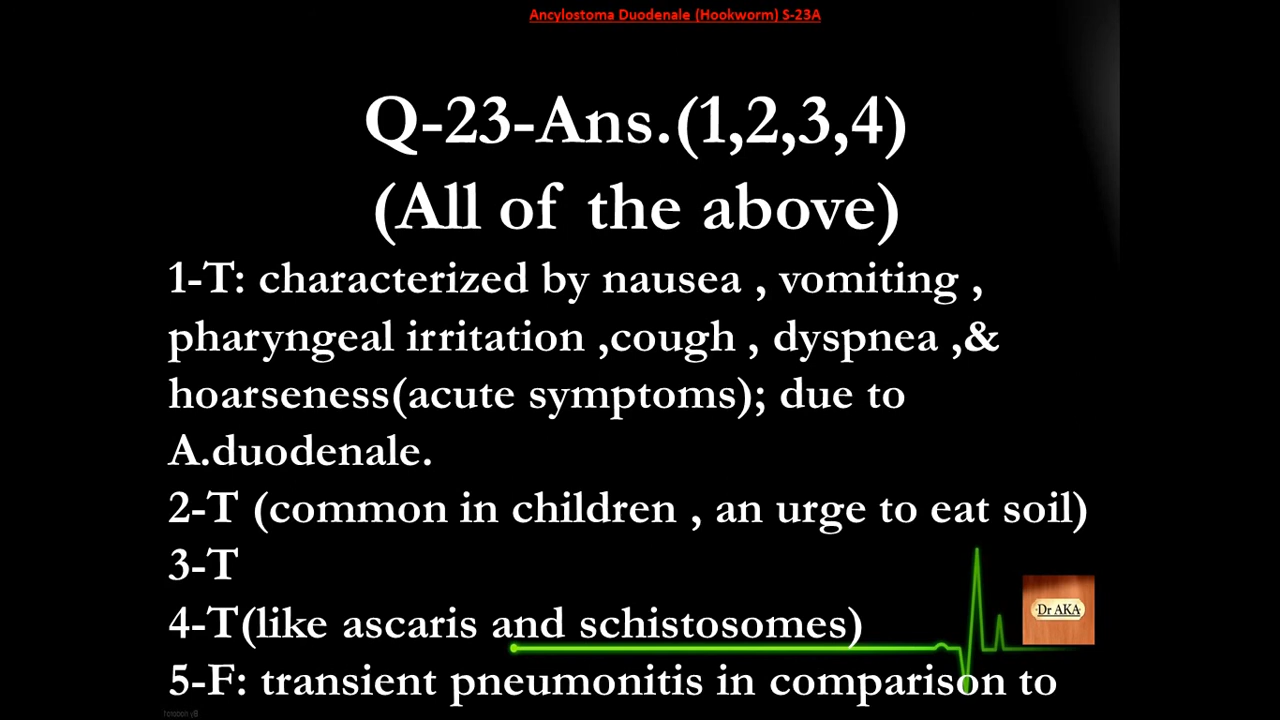 Ancylostoma Duodenale (Hookworm) S-23A
Q-23-Ans.(1,2,3,4)
(All of the above)
1-T: characterized by nausea , vomiting ,
pharyngeal irritation ,cough , dyspnea ,&
hoarseness(acute symptoms); due to
A.duodenale.
2-T (common in children , an urge to eat soil)
3-T
4-T(like ascaris and schistosomes)
Dr AKA
5-F: transient pneumonitis in comparison to